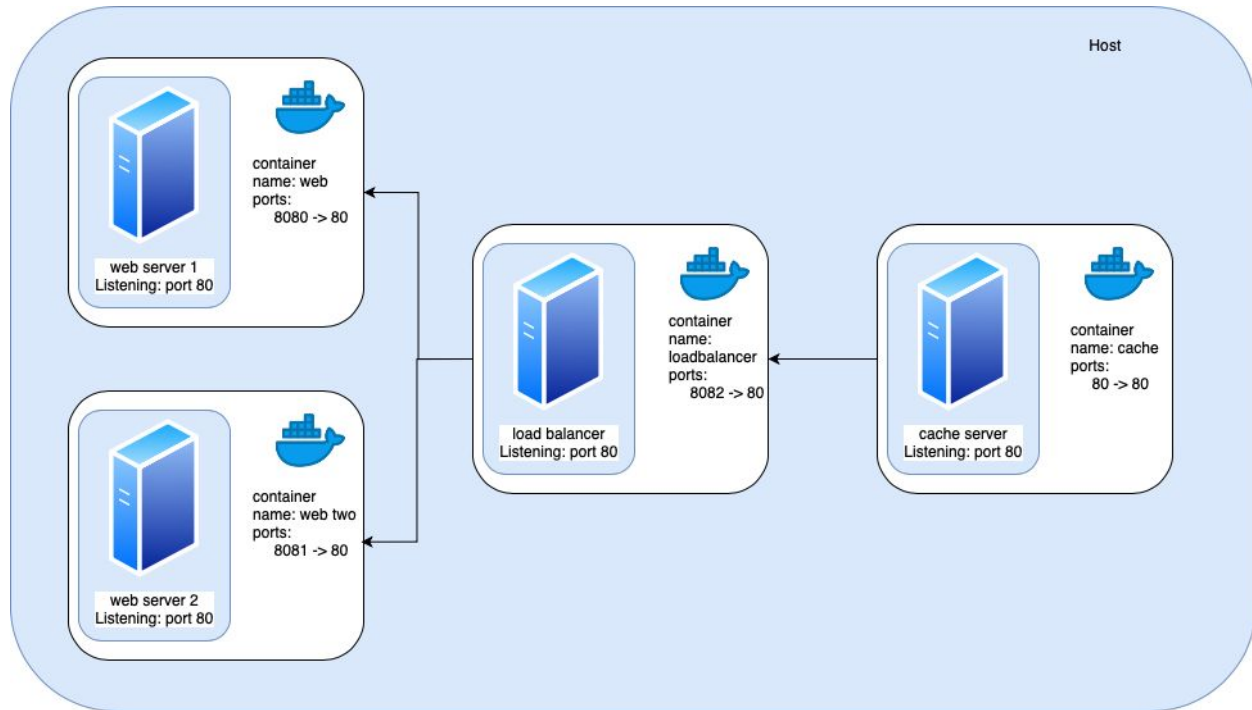 Host
container
name: web
ports:
8080 -> 80
web server 1
Listening: port 80
container
name: web two
ports:
8081 -> 80
web server 2
Listening: port 80
container
name:
loadbalancer
ports:
8082 -> 80
load balancer
Listening: port 80
container
name: cache
ports:
80 -> 80
cache server
Listening: port 80